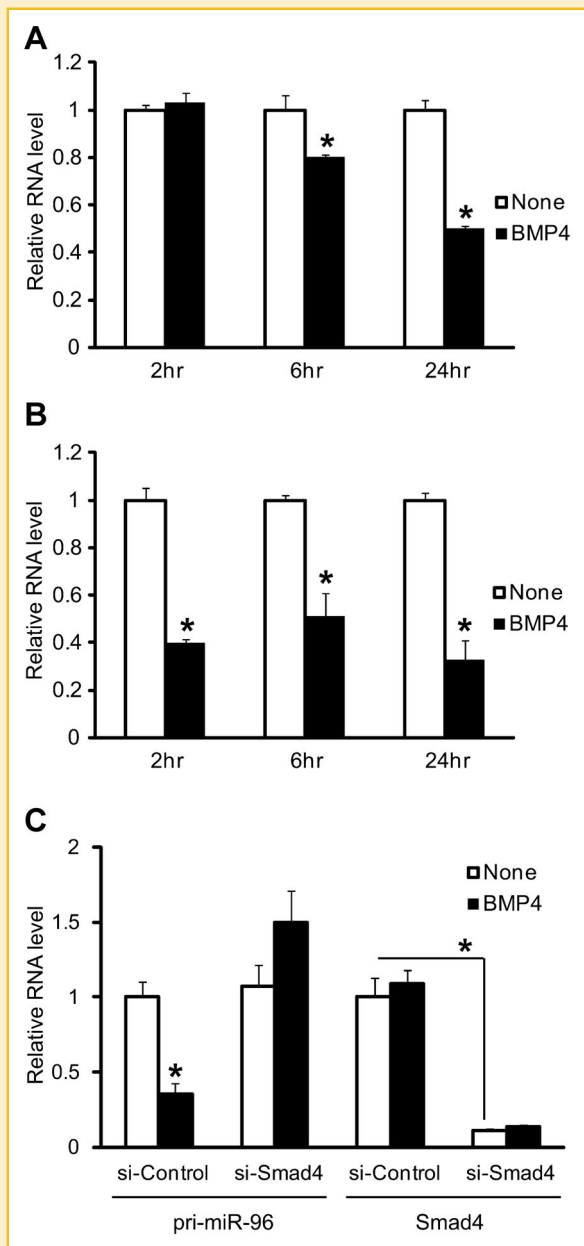 A
Relative RNA level
1.2
1
0.8
0.6
0.4
0.2
0
*
*
None
BMP4
2hr 6hr 24hr
B
Relative RNA level
1.2
1
0.8
0.6
0.4
0.2
0
*
*
*
None
BMP4
2hr 6hr 24hr
C
Relative RNA level
2
1.5
1
0.5
0
None
BMP4
*
*
si-Control si-Smad4 si-Control si-Smad4
pri-miR-96 Smad4